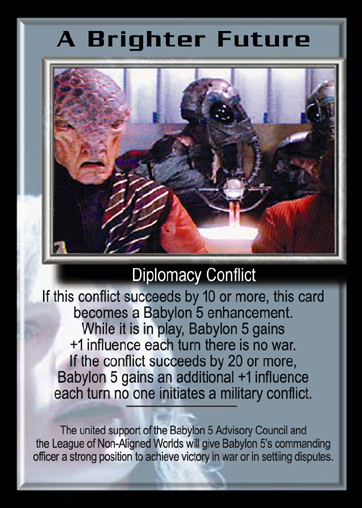 A Brighter Future
Diplomacy Conflict
If this conflict succeeds by 10 or more, this card
becomes a Babylon 5 enhancement.
While it is in play, Babylon 5 gains
+1 influence each turn there is no war.
If the conflict succeeds by 20 or more,
Babylon 5 gains an additional +1 influence
each turn no one initiates a military conflict.
The united support of the Babylon 5 Advisory Council and
the League of Non-Aligned Worlds will give Babylon 5's commanding
officer a strong position to achieve victory in war or in settling disputes.